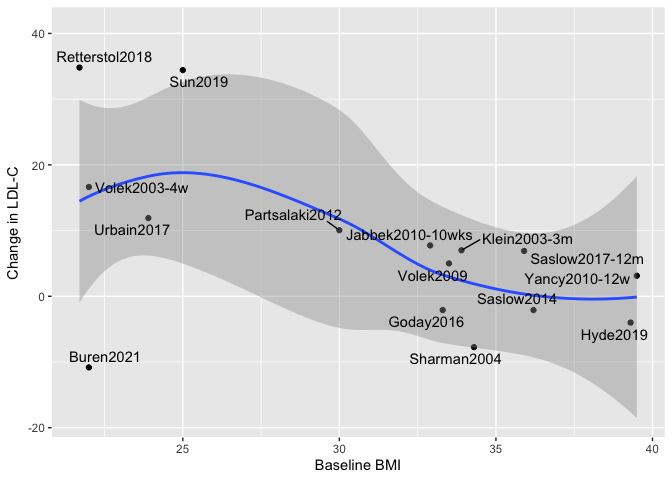 40
Retterstol2018
Sun2019
20
Volek2003-4w
Urbain2017
Partsalaki2012
Jabbek2010-10wks
Klein2003-3m
Saslow2017-12m
Volek2009
Yancy2010-12w
Saslow2014
0
Goday2016
Hyde2019
Buren2021
Sharman2004
-20
Change in LDL-C
25
30
35
40
Baseline BMI